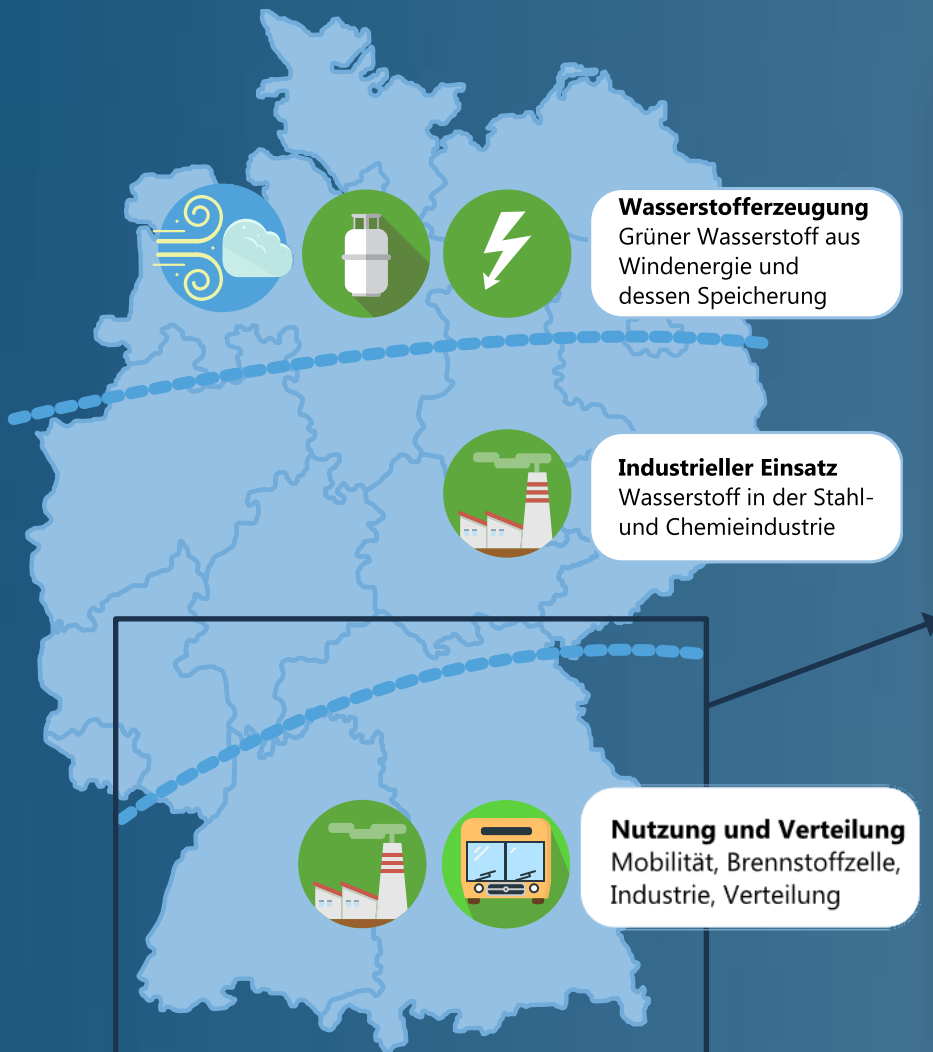 Wasserstofferzeugung
Grüner Wasserstoff aus
Windenergie und
dessen Speicherung
Industrieller Einsatz
Wasserstoff in der Stahl-
und Chemieindustrie
Nutzung und Verteilung
Mobilität, Brennstoffzelle,
Industrie, Verteilung